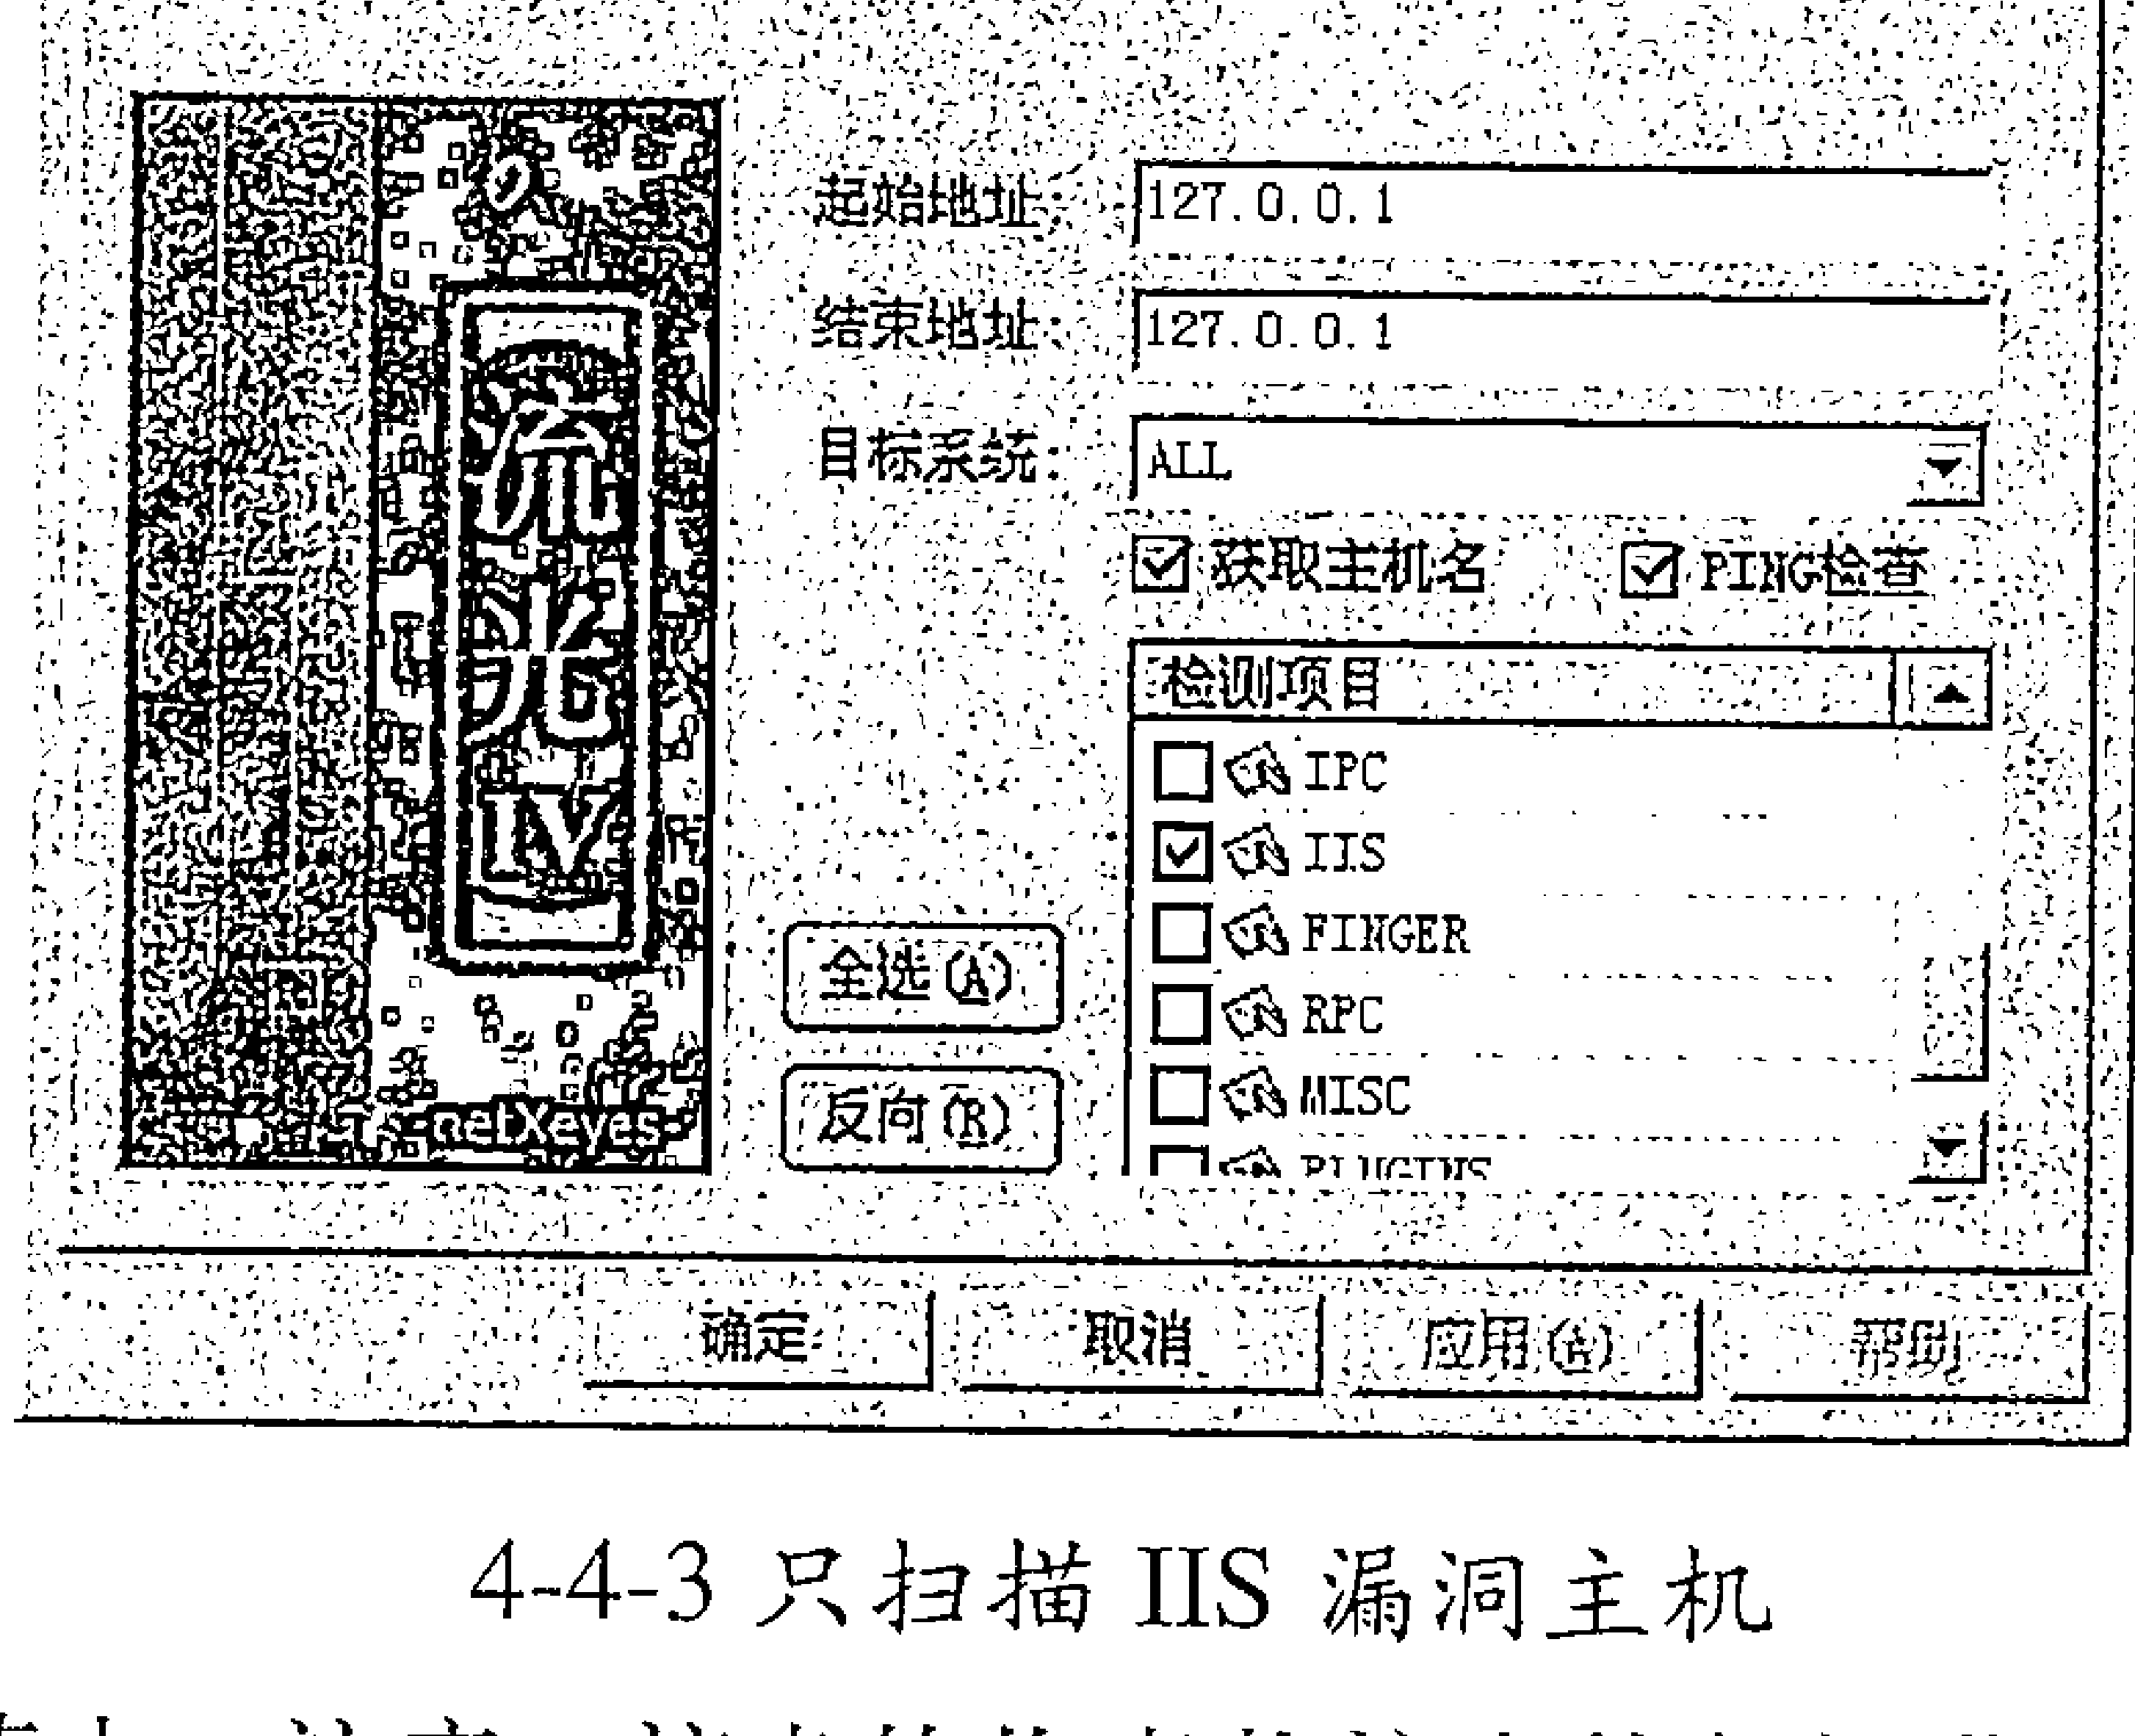 起始地址: 127.0.0.1
结束地址: 127.0.0.1
目标系统: ALL
获取主机名 PING检查
检测项目
IPC
IIS
FINGER
RPC
MISC
PLUGINS
流光IV
netXeyes
全选(A)
反向(R)
确定 取消 应用(A) 帮助
4-4-3 只扫描 IIS 漏洞主机